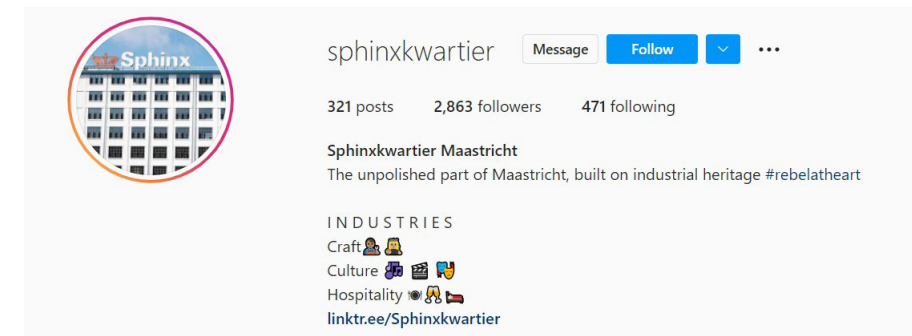 Sphinx
sphinxkwartier Message Follow
321 posts 2,863 followers 471 following
Sphinxkwartier Maastricht
The unpolished part of Maastricht, built on industrial heritage #rebelatheart
I N D U S T R I E S
Craft
Culture
Hospitality
linktr.ee/Sphinxkwartier